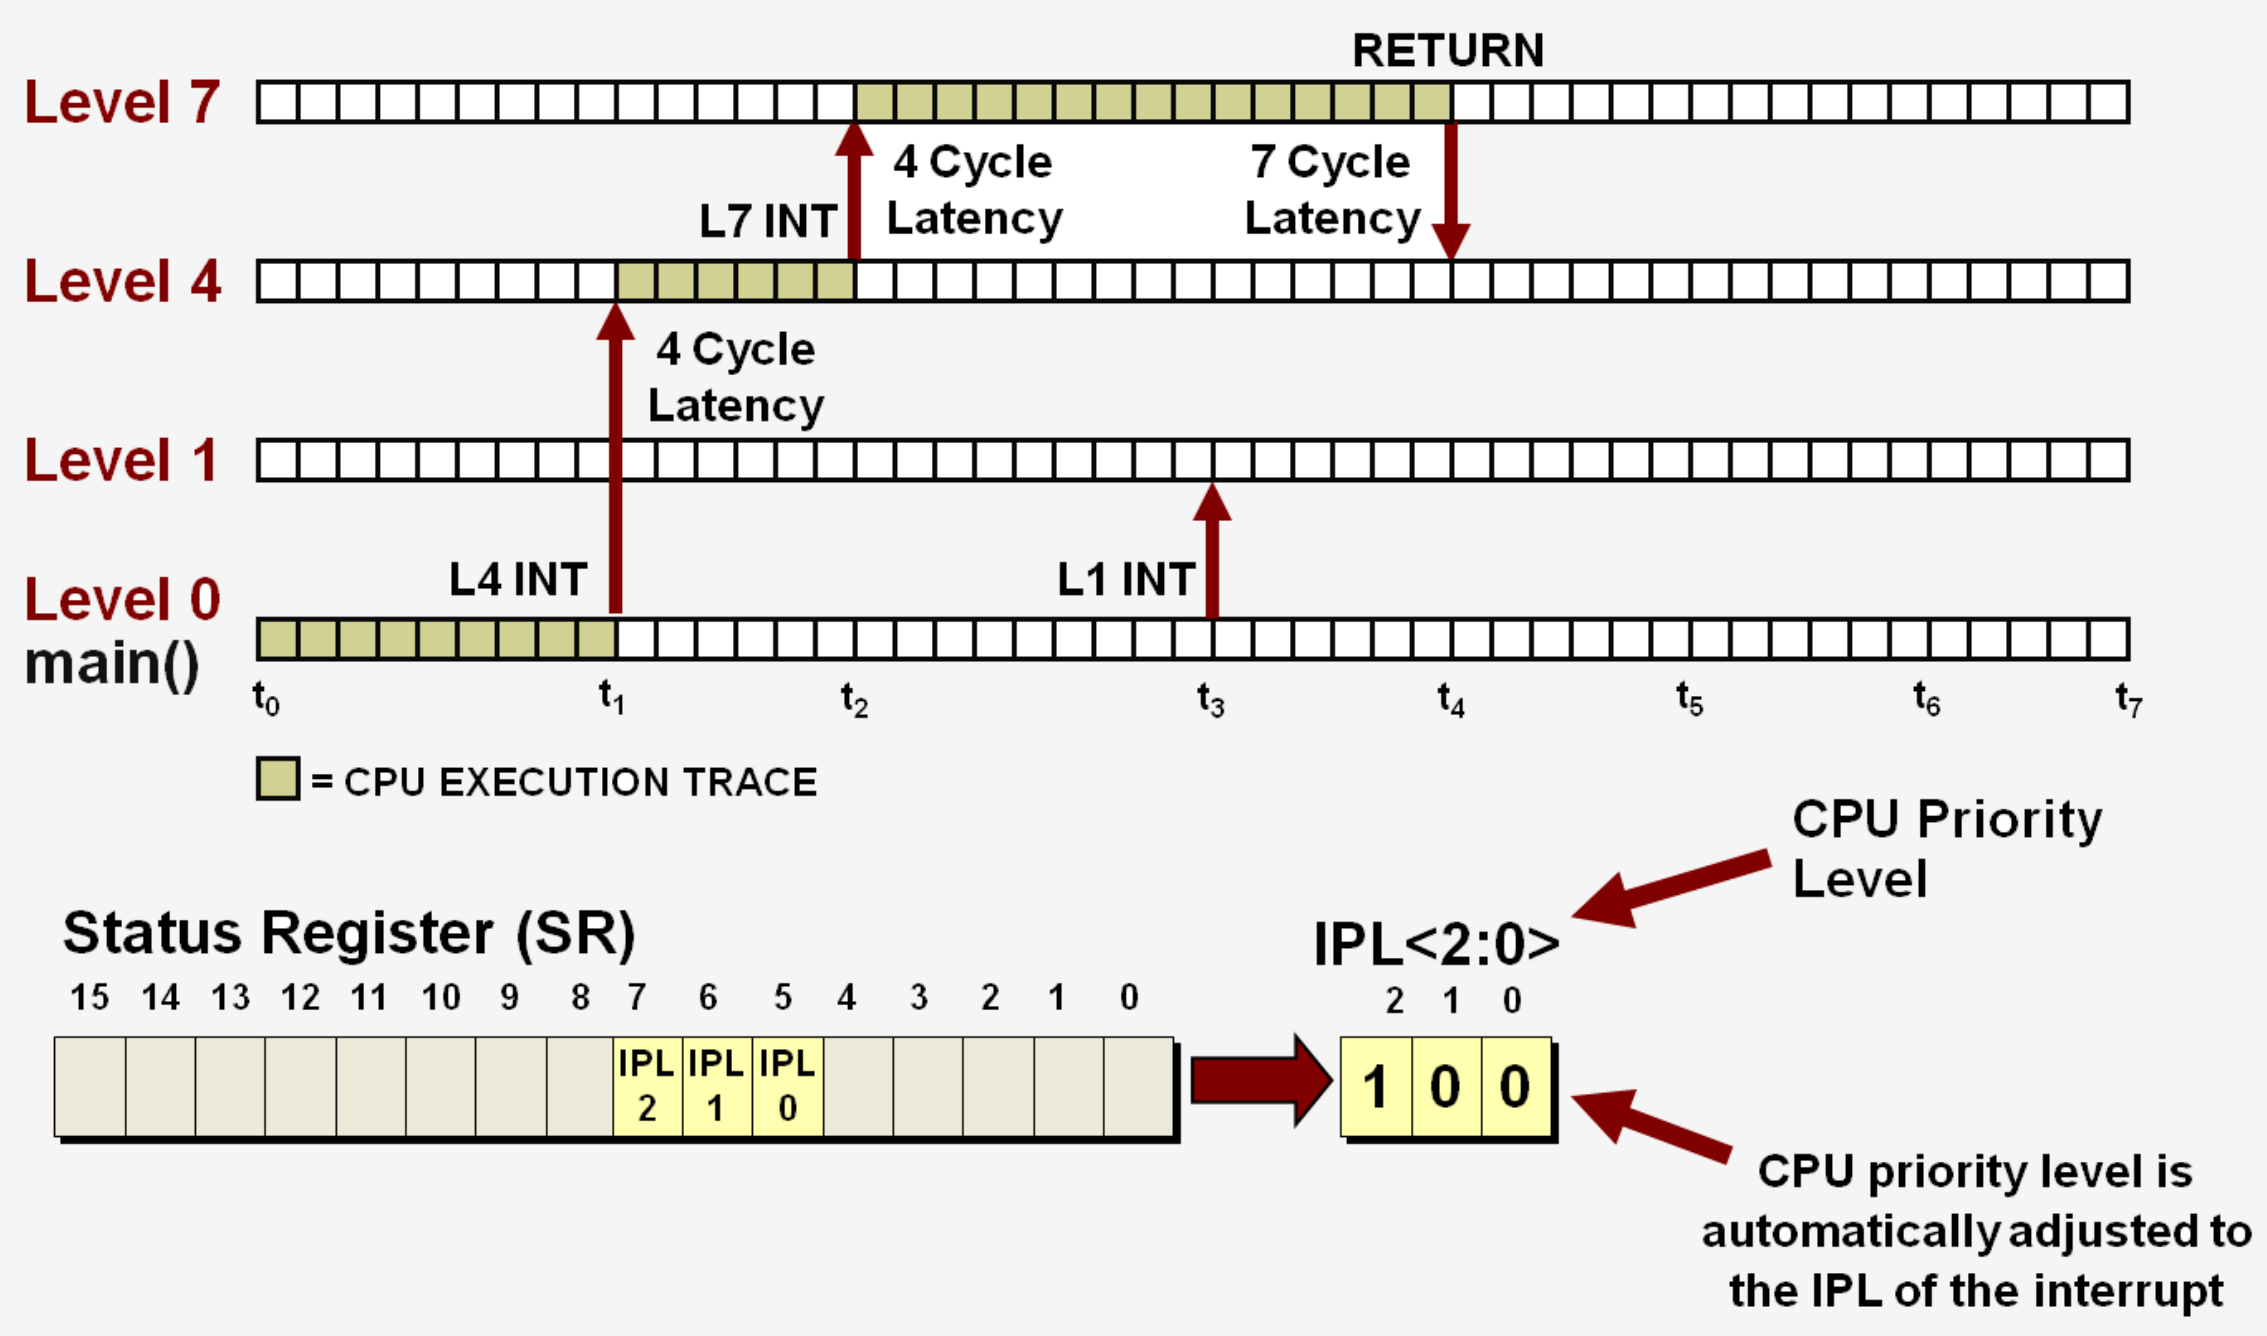 RETURN
Level 7
4 Cycle
Latency
7 Cycle
Latency
L7 INT
Level 4
4 Cycle
Latency
Level 1
L4 INT
L1 INT
Level 0
main()
t0 t1 t2 t3 t4 t5 t6 t7
= CPU EXECUTION TRACE
CPU Priority
Level
Status Register (SR)
15 14 13 12 11 10 9 8 7 6 5 4 3 2 1 0
IPL IPL IPL
2 1 0
IPL<2:0>
2 1 0
1 0 0
CPU priority level is
automatically adjusted to
the IPL of the interrupt